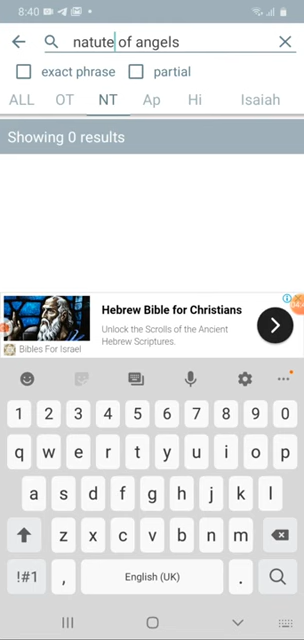 8:40
natute of angels
exact phrase partial
ALL OT NT Ap Hi Isaiah
Showing 0 results
Hebrew Bible for Christians
Unlock the Scrolls of the Ancient
Hebrew Scriptures.
Bibles For Israel
1 2 3 4 5 6 7 8 9 0
q w e r t y u i o p
a s d f g h j k l
z x c v b n m
!#1 , English (UK) .